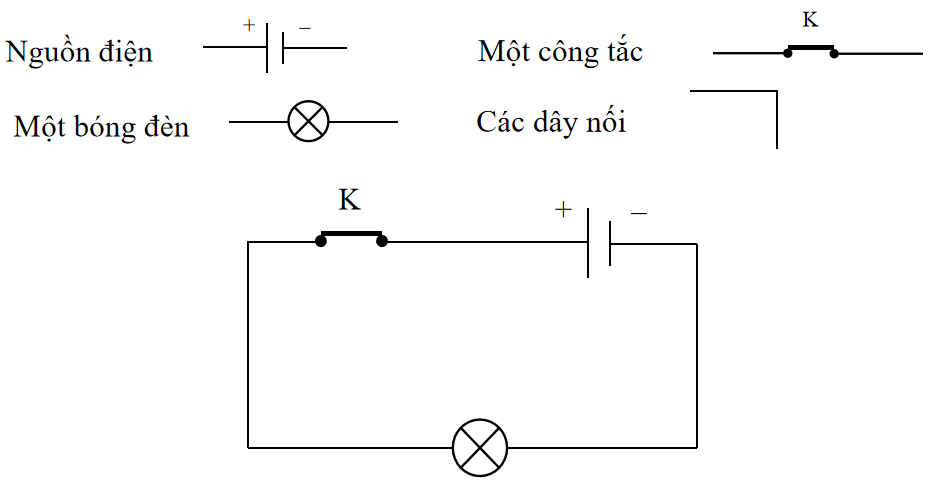 Nguồn điện
+ –
Một công tắc
K
Một bóng đèn
Các dây nối
K
+ –